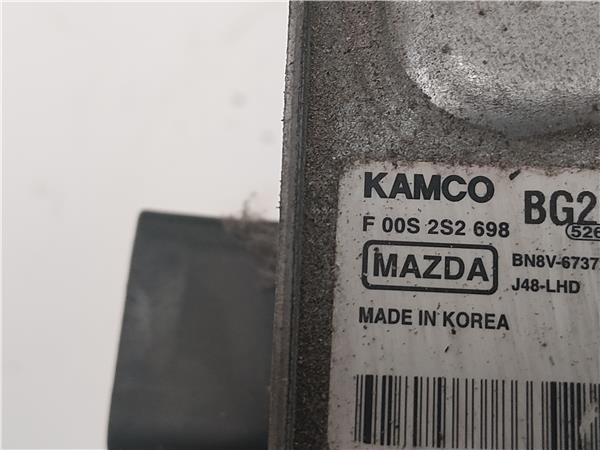 KAMCO
BG2
F 00S 2S2 698
526
MAZDA
BN8V-6737
J48-LHD
MADE IN KOREA